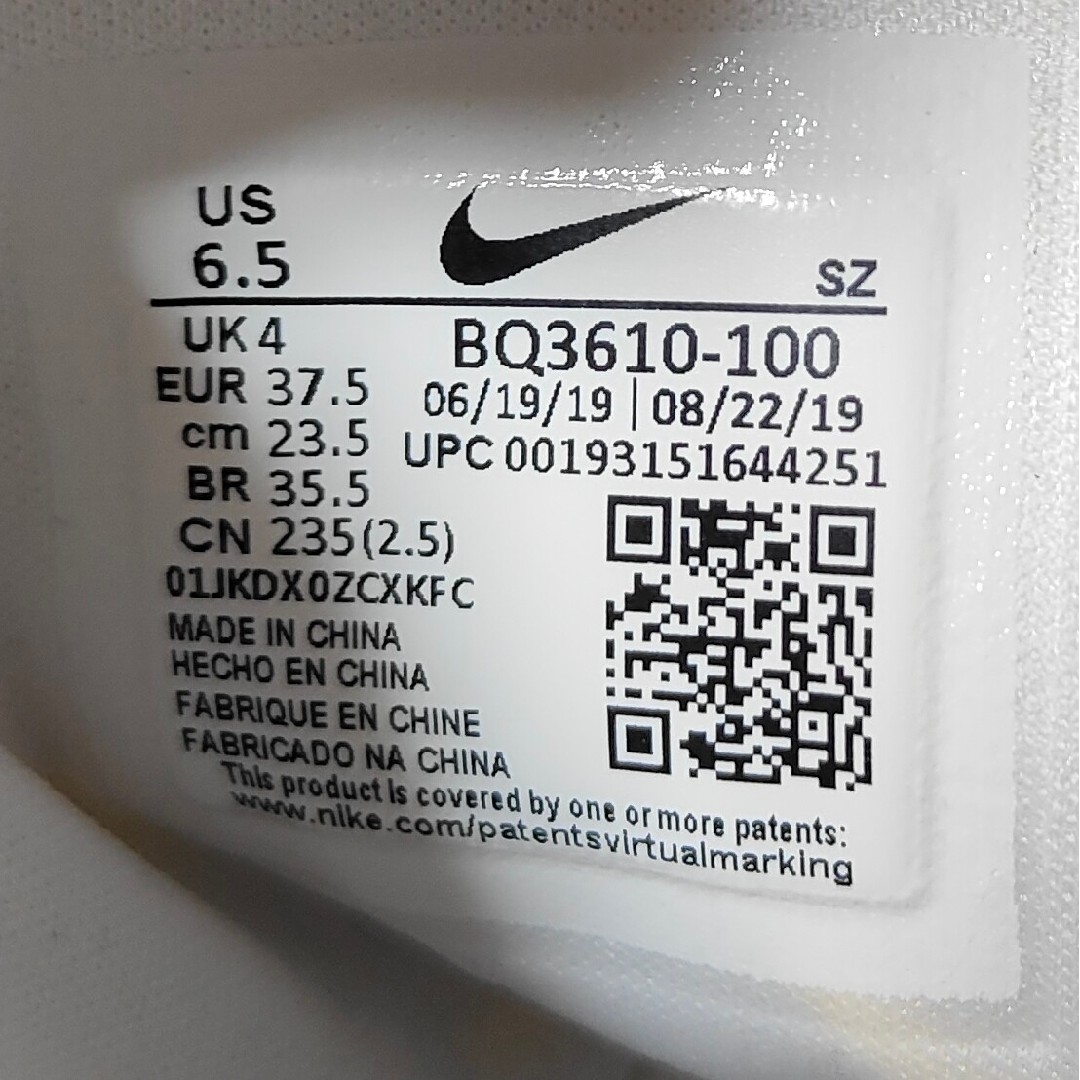 US
6.5
SZ
UK 4
EUR 37.5
cm 23.5
BR 35.5
CN 235(2.5)
BQ3610-100
06/19/19 | 08/22/19
UPC 00193151644251
01JKDX0ZCXKFC
MADE IN CHINA
HECHO EN CHINA
FABRIQUE EN CHINE
FABRICADO NA CHINA
This product is covered by one or more patents:
www.nike.com/patentsvirtualmarking